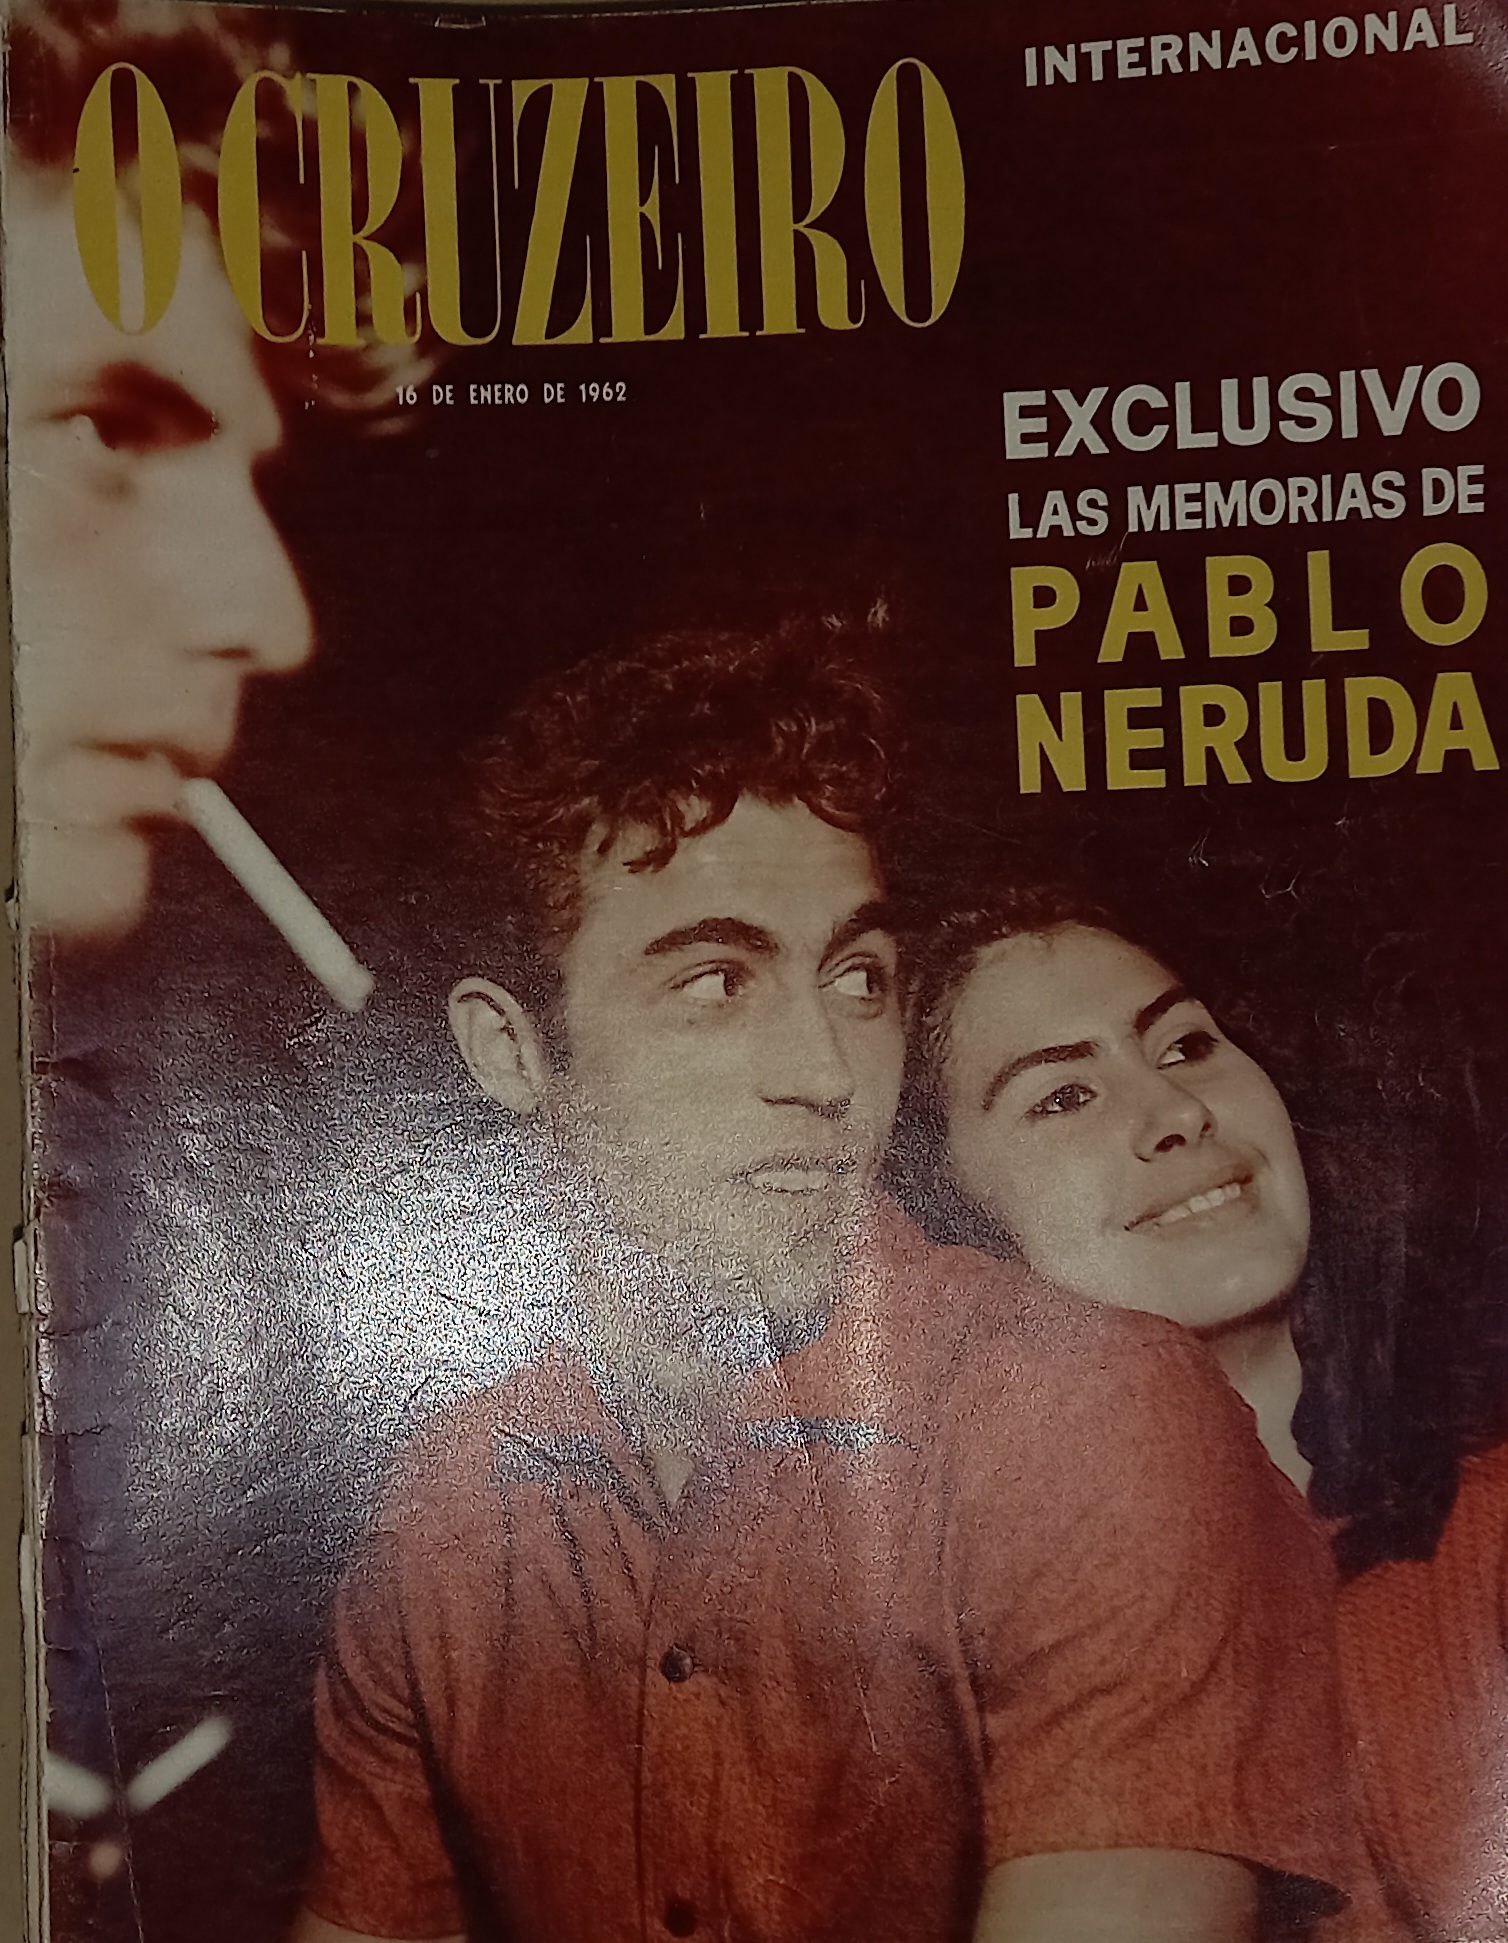 INTERNACIONAL
O CRUZEIRO
16 DE ENERO DE 1962
EXCLUSIVO
LAS MEMORIAS DE
PABLO
NERUDA